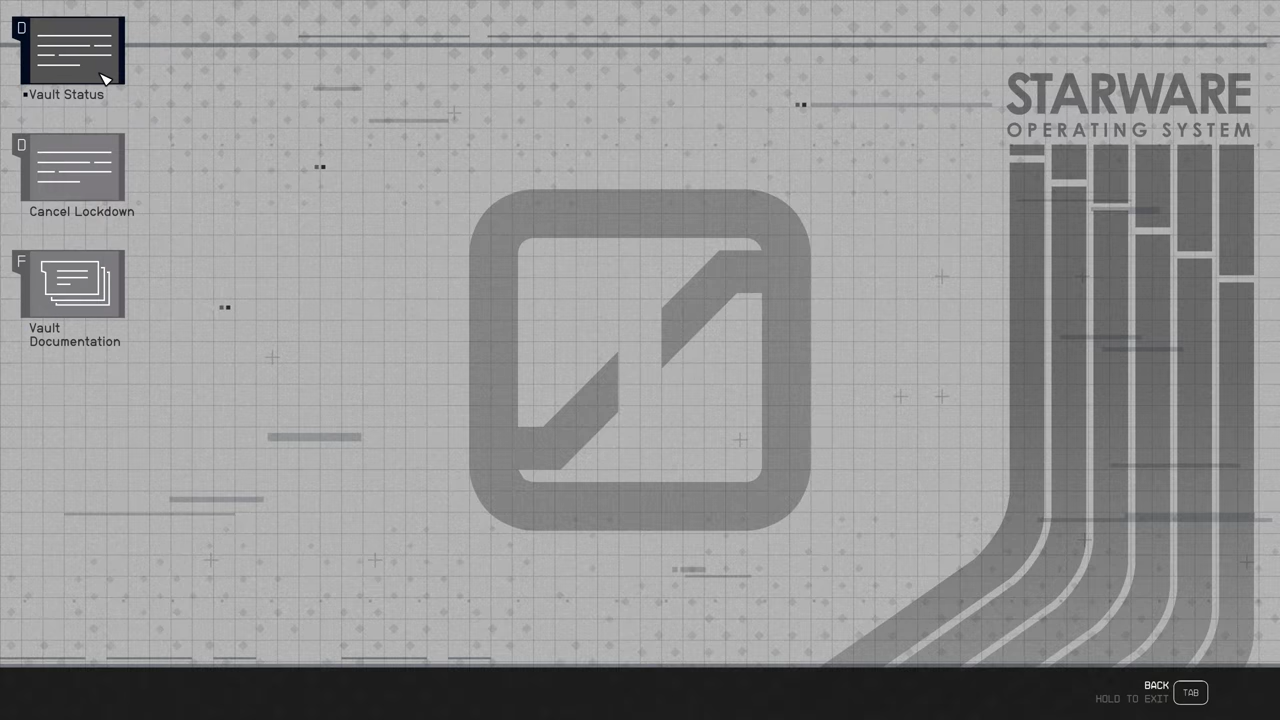 STARWARE
OPERATING SYSTEM
D
Vault Status
D
Cancel Lockdown
F
Vault
Documentation
BACK
HOLD TO EXIT
TAB